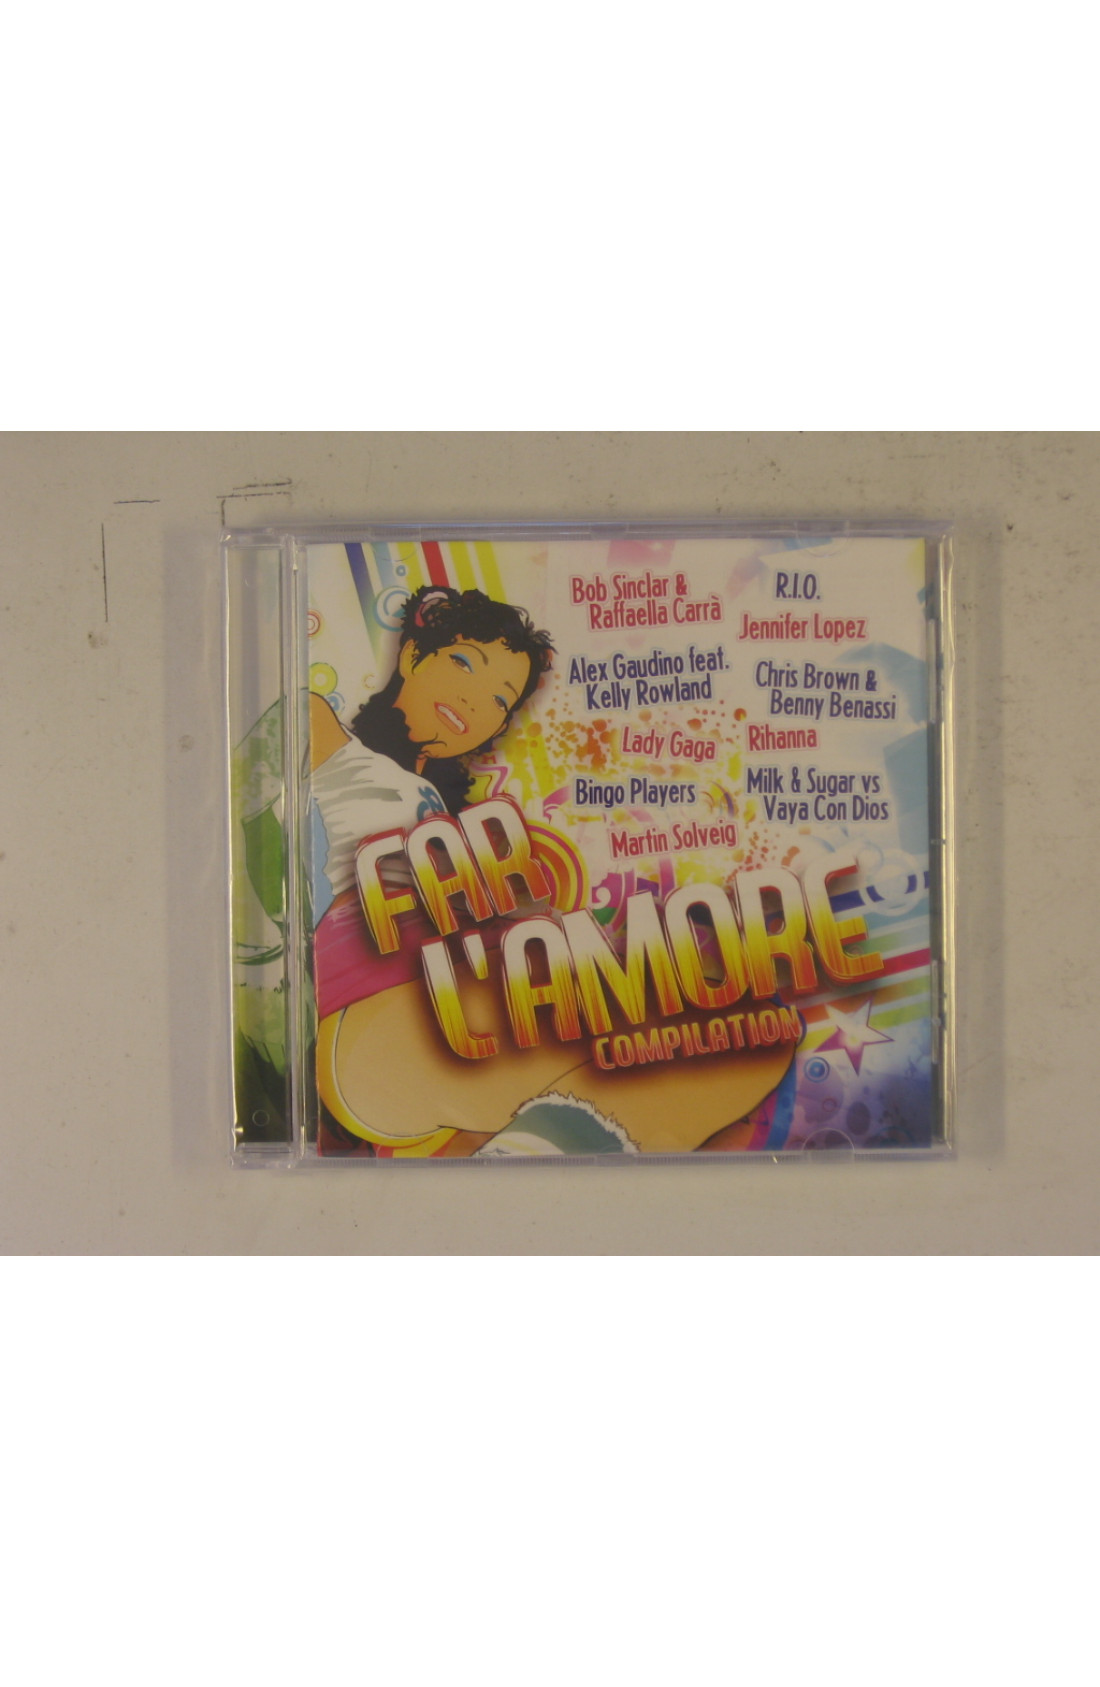 Bob Sinclar &
Raffaella Carrà
R.I.O.
Jennifer Lopez
Alex Gaudino feat.
Kelly Rowland
Chris Brown &
Benny Benassi
Lady Gaga
Rihanna
Bingo Players
Milk & Sugar vs
Vaya Con Dios
Martin Solveig
FAR
L'AMORE
COMPILATION